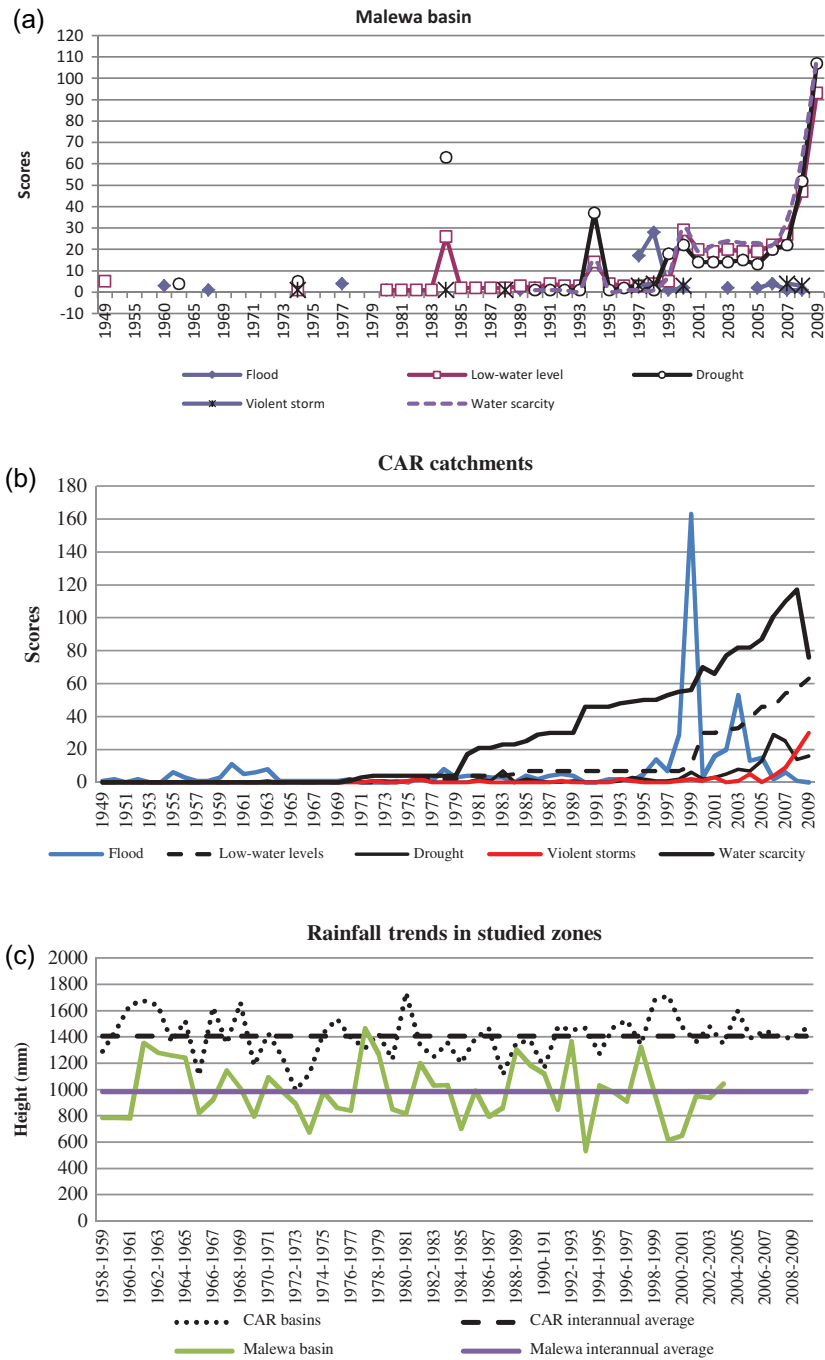 (a)
Malewa basin
120
110
100
90
80
70
60
50
40
30
20
10
0
-10
Scores
1949 1955 1960 1965 1969 1971 1973 1975 1977 1979 1981 1983 1985 1987 1989 1991 1993 1995 1997 1999 2001 2003 2005 2007 2009
Flood Low-water level Drought
Violent storm Water scarcity
(b)
CAR catchments
180
160
140
120
100
80
60
40
20
0
Scores
1949 1951 1953 1955 1957 1959 1961 1963 1965 1967 1969 1971 1973 1975 1977 1979 1981 1983 1985 1987 1989 1991 1993 1995 1997 1999 2001 2003 2005 2007 2009
Flood Low-water levels Drought Violent storms Water scarcity
(c)
Rainfall trends in studied zones
2000
1800
1600
1400
1200
1000
800
600
400
200
0
Height (mm)
1958-1959 1960-1961 1962-1963 1964-1965 1966-1967 1968-1969 1970-1971 1972-1973 1974-1975 1976-1977 1978-1979 1980-1981 1982-1983 1984-1985 1986-1987 1988-1989 1990-191 1992-1993 1994-1995 1996-1997 1998-1999 2000-2001 2002-2003 2004-2005 2006-2007 2008-2009
CAR basins CAR interannual average
Malewa basin Malewa interannual average